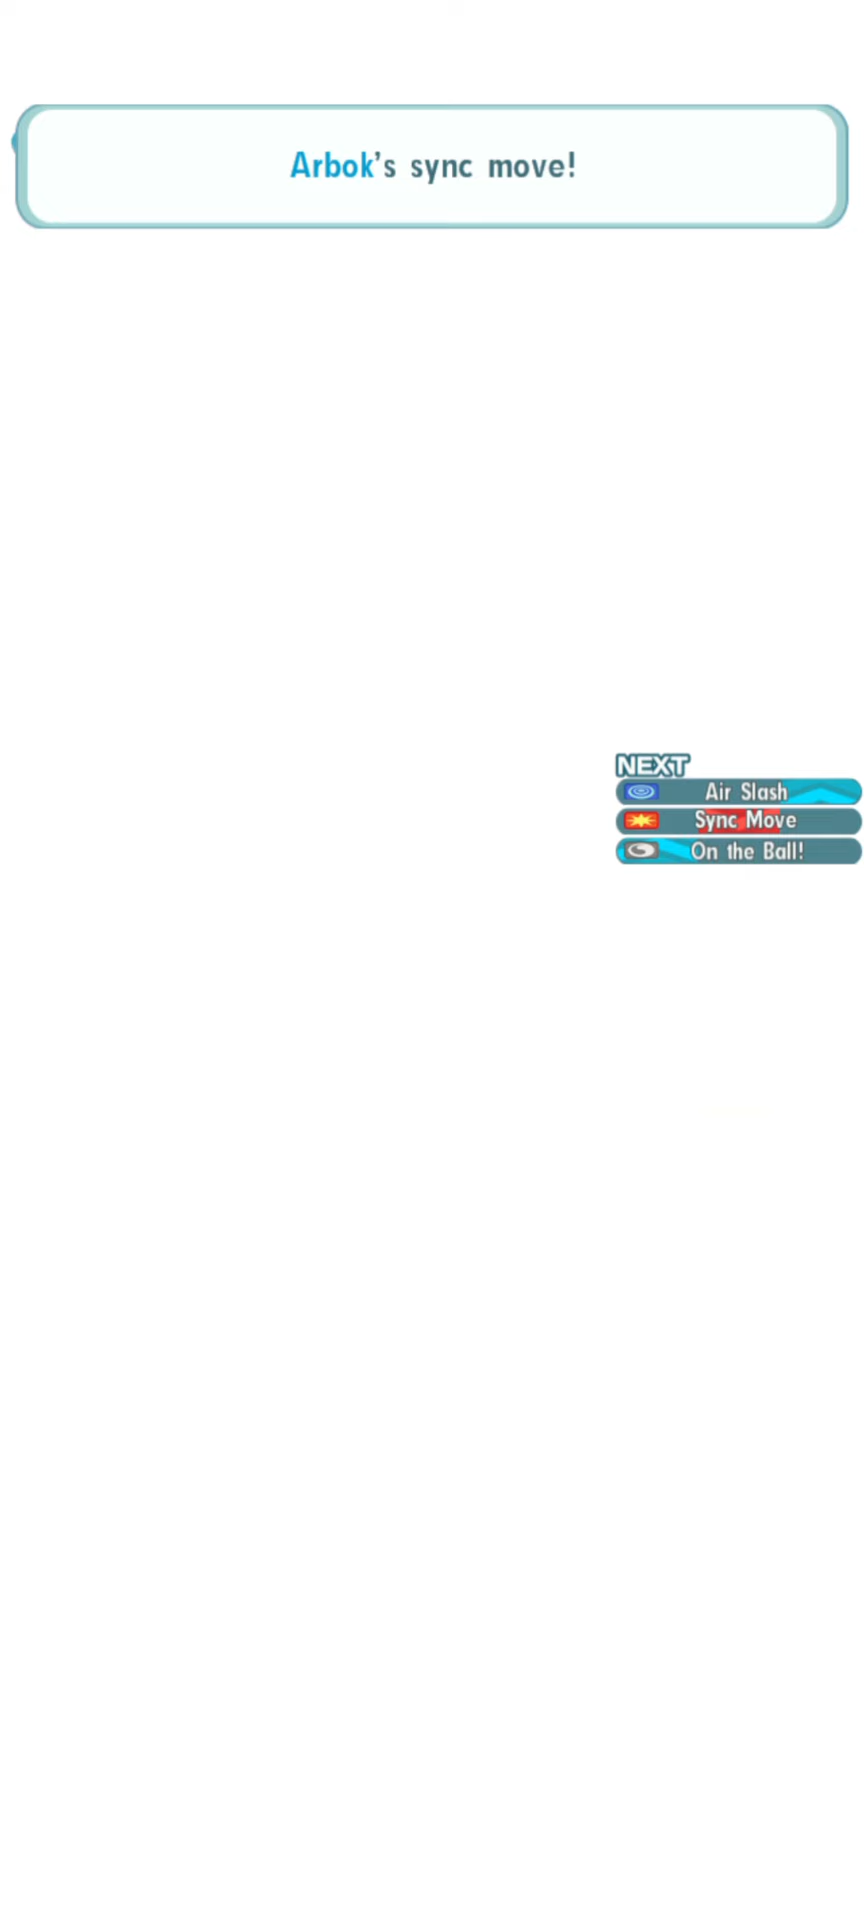 Arbok's sync move!
NEXT
Air Slash
Sync Move
On the Ball!